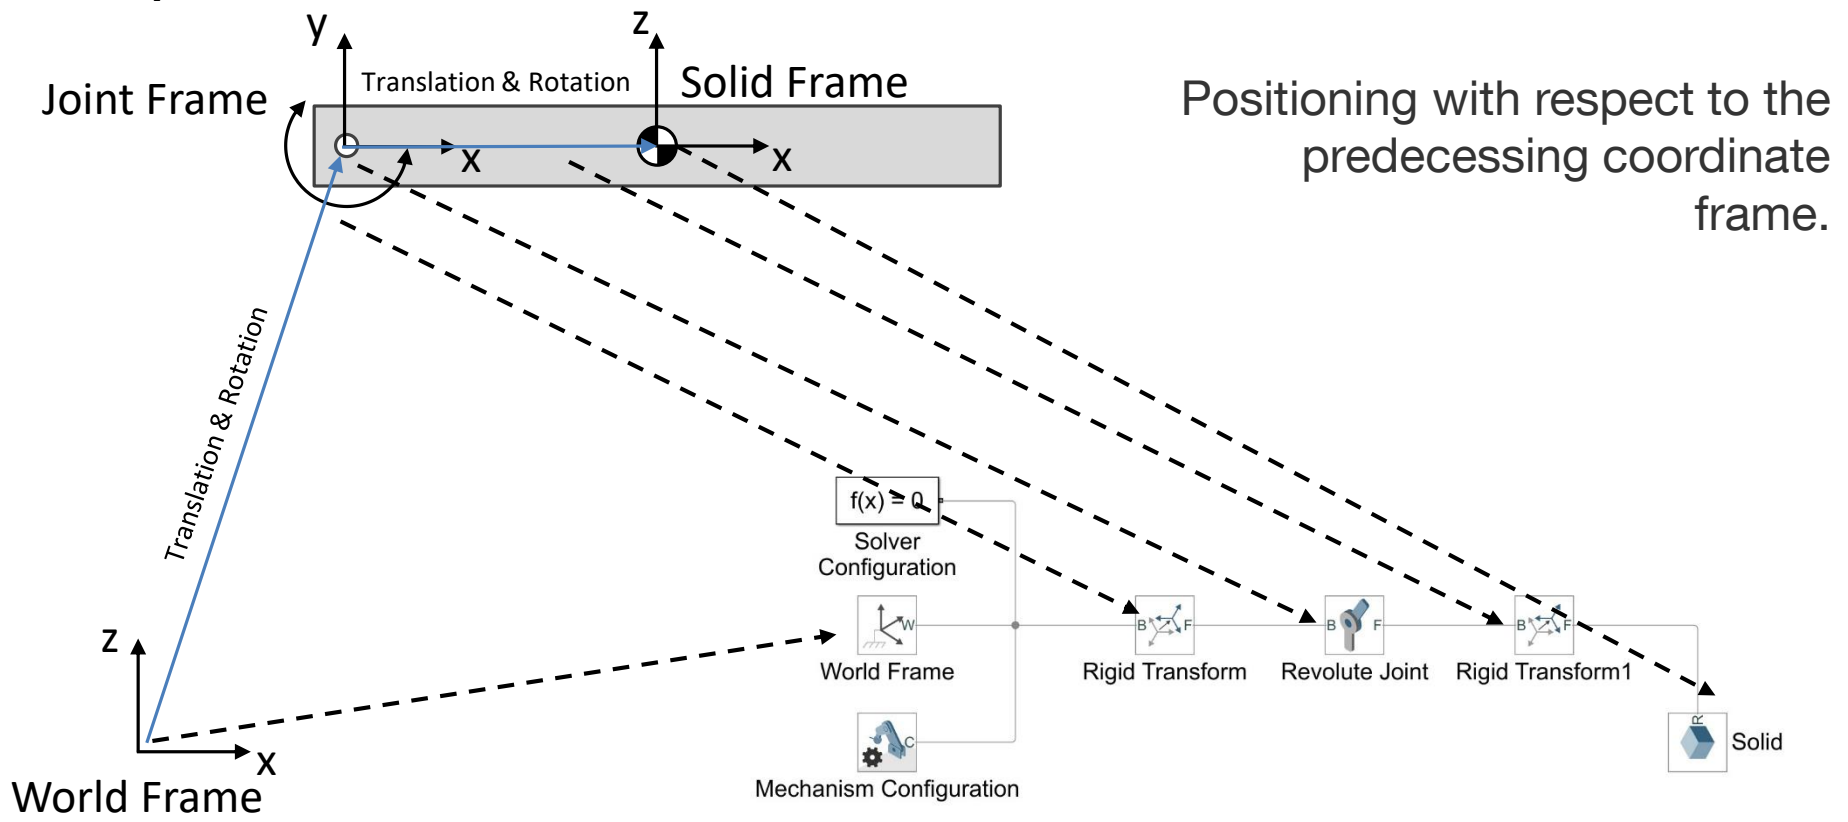 y
z
Translation & Rotation
Solid Frame
Joint Frame
x
x
Positioning with respect to the
predecessing coordinate
frame.
Translation & Rotation
z
x
World Frame
f(x) = 0
Solver
Configuration
W
World Frame
C
Mechanism Configuration
B
F
Rigid Transform
B
F
Revolute Joint
B
F
Rigid Transform1
R
Solid